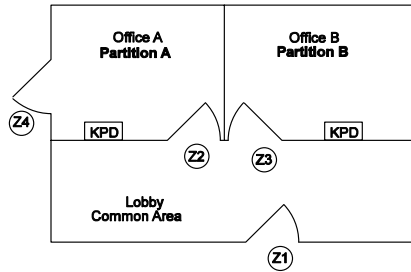 Office A
Partition A
Office B
Partition B
Z4
KPD
Z2
Z3
KPD
Lobby
Common Area
Z1